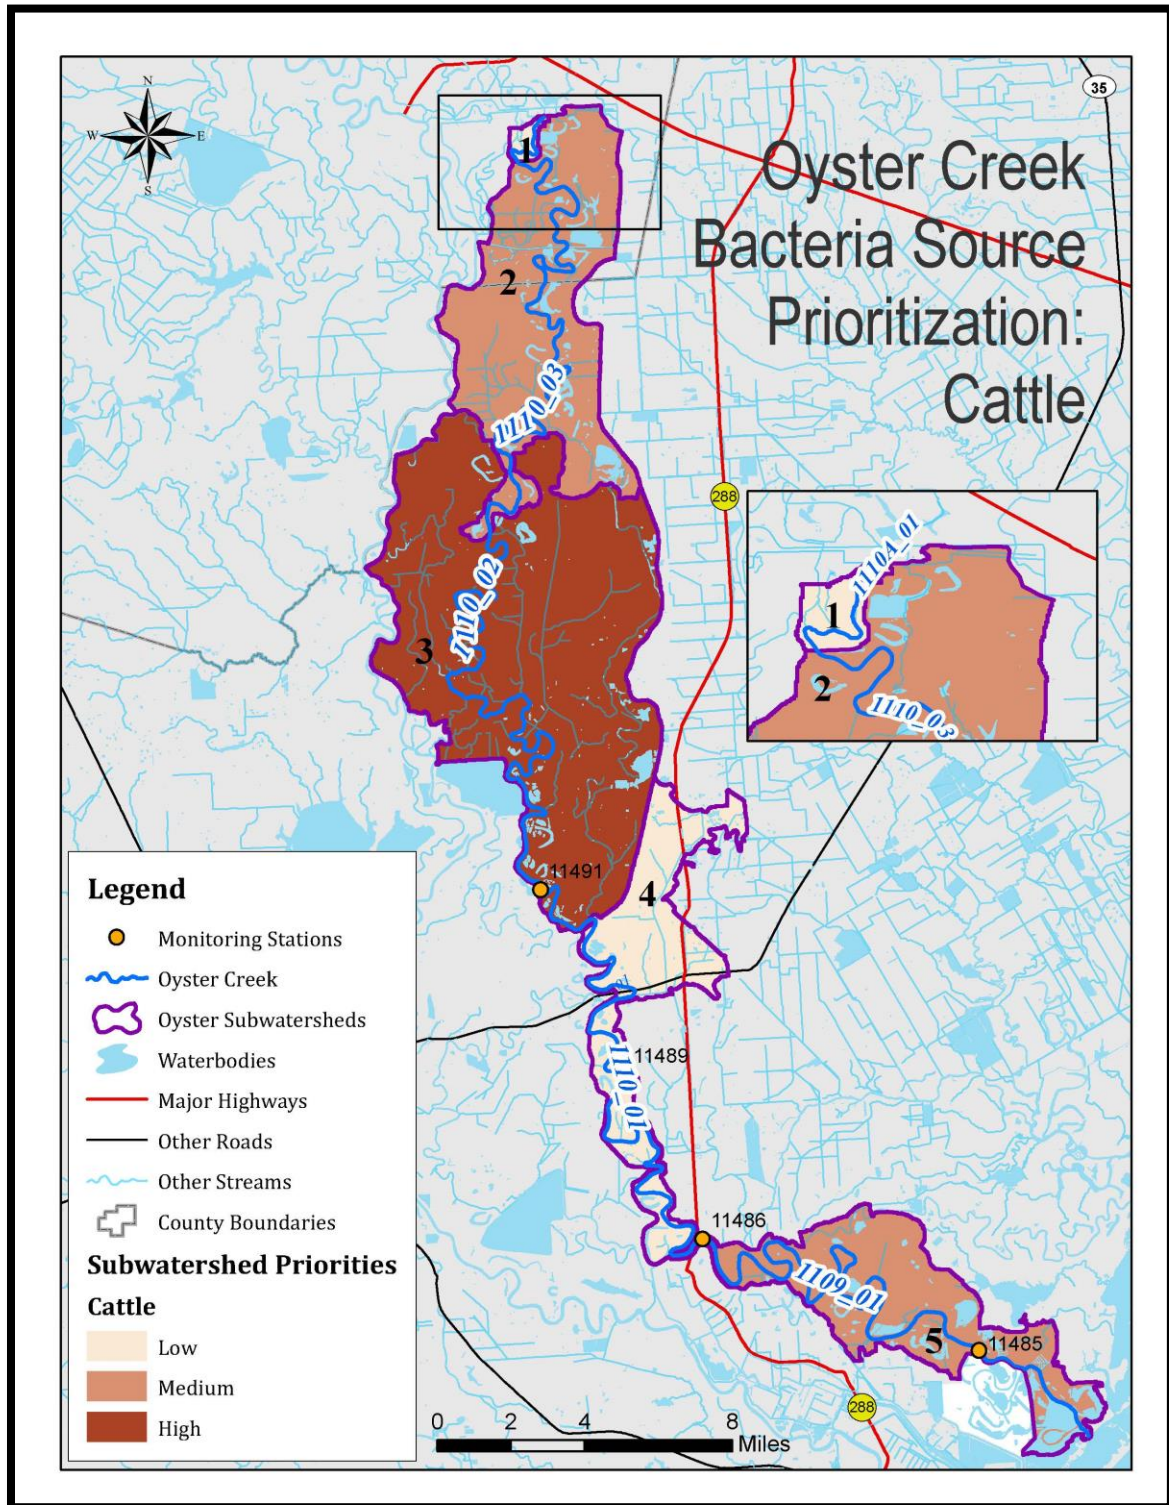 N
W
E
S
35
Oyster Creek
Bacteria Source
Prioritization:
Cattle
1
2
1110_03
288
1110A_01
1
2
1110_03
1110_02
3
11491
4
11489
1110_01
11486
1109_01
5
11485
288
Legend
Monitoring Stations
Oyster Creek
Oyster Subwatersheds
Waterbodies
Major Highways
Other Roads
Other Streams
County Boundaries
Subwatershed Priorities
Cattle
Low
Medium
High
0 2 4 8
Miles